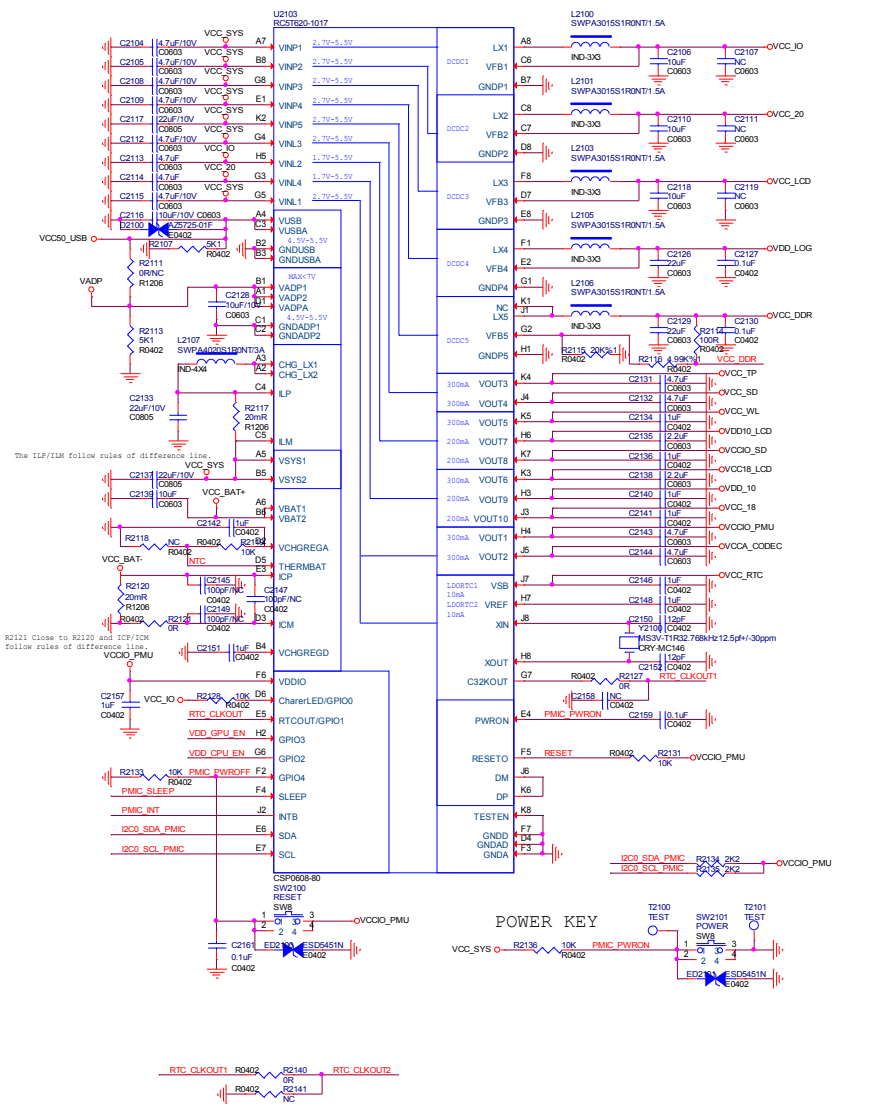 U2103
RC5T620-1017
L2100
SWPA3015S1R0NT/1.5A
VCC_SYS
C2104 4.7uF/10V
C0603
A7 VINP1 2.7V-5.5V
DCDC1
LX1 A8
IND-3X3
C2106
10uF
C0603
C2107
NC
C0603
VCC_IO
VCC_SYS
C2105 4.7uF/10V
C0603
B8 VINP2 2.7V-5.5V
VFB1 C6
VCC_SYS
C2108 4.7uF/10V
C0603
G8 VINP3 2.7V-5.5V
GNDP1 B7
L2101
SWPA3015S1R0NT/1.5A
VCC_SYS
C2109 4.7uF/10V
C0603
E1 VINP4 2.7V-5.5V
DCDC2
LX2 C8
IND-3X3
C2110
10uF
C0603
C2111
NC
C0603
VCC_20
VCC_SYS
C2117 22uF/10V
C0805
K2 VINP5 2.7V-5.5V
VFB2 C7
VCC_SYS
C2112 4.7uF/10V
C0603
G4 VINL3 2.7V-5.5V
GNDP2 D8
L2103
SWPA3015S1R0NT/1.5A
VCC_IO
C2113 4.7uF
C0603
H5 VINL2 1.7V-5.5V
VCC_20
C2114 4.7uF
C0603
G3 VINL4 1.7V-5.5V
DCDC3
LX3 F8
IND-3X3
C2118
10uF
C0603
C2119
NC
C0603
VCC_LCD
VCC_SYS
C2115 4.7uF/10V
C0603
G5 VINL1 2.7V-5.5V
VFB3 D7
C2116 10uF/10V C0603
A4 VUSB
GNDP3 E8
L2105
SWPA3015S1R0NT/1.5A
D2100 AZ5725-01F
E0402
C3 VUSBA
4.5V-5.5V
VCC50_USB
R2107 5K1
R0402
B2 GNDUSB
B3 GNDUSBA
DCDC4
LX4 F1
IND-3X3
C2126
22uF
C0603
C2127
0.1uF
C0402
VDD_LOG
VFB4 E2
R2111
0R/NC
R1206
MAX<7V
VADP
B1 VADP1
A1 VADP2
D1 VADPA
4.5V-5.5V
GNDP4 G1
L2106
SWPA3015S1R0NT/1.5A
C2128
10uF/10V
C0603
C1 GNDADP1
C2 GNDADP2
NC K1
LX5 J1
IND-3X3
VCC_DDR
DCDC5
VFB5 G2
C2129
22uF
C0603
R2114
100R
R0402
C2130
0.1uF
C0402
R2113
5K1
R0402
L2107
SWPA4020S1R0NT/3A
IND-4X4
A3 CHG_LX1
A2 CHG_LX2
GNDP5 H1
R2115 20K%1
R0402
R2116 4.99K%1
R0402
VCC_DDR
C4 ILP
C2133
22uF/10V
C0805
R2117
20mR
R1206
300mA VOUT3 K4 C2131 4.7uF C0603 VCC_TP
VOUT4 J4 C2132 4.7uF C0603 VCC_SD
300mA VOUT5 K5 C2134 1uF C0402 VCC_WL
C5 ILM
200mA VOUT7 H6 C2135 2.2uF C0603 VDD10_LCD
The ILP/ILM follow rules of difference line.
VCC_SYS
A5 VSYS1
200mA VOUT8 K7 C2136 1uF C0402 VCCIO_SD
C2137 22uF/10V
C0805
B5 VSYS2
300mA VOUT6 K3 C2138 2.2uF C0603 VCC18_LCD
C2139 10uF
C0603
VCC_BAT+
A6 VBAT1
B6 VBAT2
200mA VOUT9 H3 C2140 1uF C0402 VDD_10
200mA VOUT10 J3 C2141 1uF C0402 VCC_18
C2142 1uF
C0402
300mA VOUT1 H4 C2143 4.7uF C0603 VCCIO_PMU
R2118 NC
R0402
R0402
10K
VCHGREGA
300mA VOUT2 J5 C2144 4.7uF C0603 VCCA_CODEC
VCC_BAT-
NTC
D5 THERMBAT
E3 ICP
VCC_RTC
R2120
20mR
R1206
C2145
100pF/NC
C0402
C2147
100pF/NC
C0402
LDORTC1
10mA
LDORTC2
10mA
VSB J7 C2146 1uF C0402
VREF H7 C2148 1uF C0402
C2149
100pF/NC
C0402
R0402 R2121
0R
D3 ICM
XIN J8 C2150 12pF C0402
Y2100
MS3V-T1R32.768kHz12.5pf+/-30ppm
CRY-MC146
R2121 Close to R2120 and ICP/ICM
follow rules of difference line.
C2151 1uF
C0402
B4 VCHGREGD
XOUT H8 C2152 12pF C0402
VCCIO_PMU
F6 VDDIO
C32KOUT G7 R0402 R2127
0R
RTC_CLKOUT1
C2157
1uF
C0402
VCC_IO R2128 10K
R0402
D6 CharerLED/GPIO0
C2158 NC
C0402
RTC_CLKOUT E5 RTCOUT/GPIO1
PWRON E4 PMIC_PWRON C2159 0.1uF
C0402
VDD_GPU_EN H2 GPIO3
VDD_CPU_EN G6 GPIO2
RESETO F5 RESET R0402 R2131
10K
VCCIO_PMU
R2133 10K
R0402
PMIC_PWROFF F2 GPIO4
DM J6
PMIC_SLEEP F4 SLEEP
DP K6
PMIC_INT J2 INTB
TESTEN K8
I2C0_SDA_PMIC E6 SDA
GNDD F7
GNDAD D4
I2C0_SCL_PMIC E7 SCL
GNDA F3
I2C0_SDA_PMIC R2134 2K2
VCCIO_PMU
I2C0_SCL_PMIC R2135 2K2
CSP0608-80
SW2100
RESET
SW8
1 3
2 2 4 4
VCCIO_PMU
C2161
0.1uF
C0402
ESD5451N
E0402
POWER KEY
T2100
TEST
SW2101
POWER
SW8
T2101
TEST
VCC_SYS R2136 10K
R0402
PMIC_PWRON
1 3
2 2 4 4
ESD5451N
E0402
RTC_CLKOUT1 R0402 R2140
0R
RTC_CLKOUT2
R0402 R2141
NC